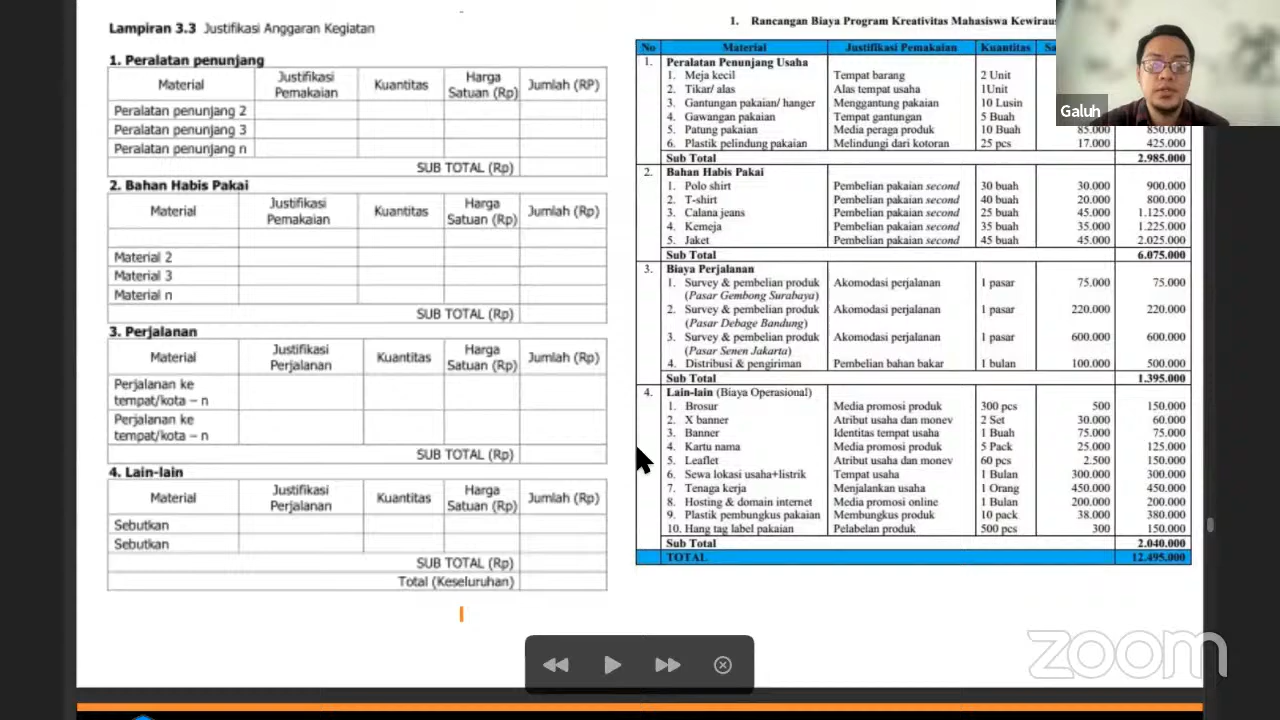 Lampiran 3.3 Justifikasi Anggaran Kegiatan
1. Peralatan penunjang
Material Justifikasi Pemakaian Kuantitas Harga Satuan (Rp) Jumlah (RP)
Peralatan penunjang 2
Peralatan penunjang 3
Peralatan penunjang n
SUB TOTAL (Rp)
2. Bahan Habis Pakai
Material Justifikasi Pemakaian Kuantitas Harga Satuan (Rp) Jumlah (Rp)
Material 2
Material 3
Material n
SUB TOTAL (Rp)
3. Perjalanan
Material Justifikasi Perjalanan Kuantitas Harga Satuan (Rp) Jumlah (Rp)
Perjalanan ke
tempat/kota – n
Perjalanan ke
tempat/kota – n
SUB TOTAL (Rp)
4. Lain-lain
Material Justifikasi Perjalanan Kuantitas Harga Satuan (Rp) Jumlah (Rp)
Sebutkan
Sebutkan
SUB TOTAL (Rp)
Total (Keseluruhan)
1. Rancangan Biaya Program Kreativitas Mahasiswa
No Material Justifikasi Pemakaian Kuantitas
1. Peralatan Penunjang Usaha
1. Meja kecil Tempat barang 2 Unit
2. Tikar/ alas Alas tempat usaha 1Unit
3. Gantungan pakaian/ hanger Menggantung pakaian 10 Lusin
4. Gawangan pakaian Tempat gantungan 5 Buah
5. Patung pakaian Media peraga produk 10 Buah 85.000 850.000
6. Plastik pelindung pakaian Melindungi dari kotoran 25 pcs 17.000 425.000
Sub Total 2.985.000
2. Bahan Habis Pakai
1. Polo shirt Pembelian pakaian second 30 buah 30.000 900.000
2. T-shirt Pembelian pakaian second 40 buah 20.000 800.000
3. Calana jeans Pembelian pakaian second 25 buah 45.000 1.125.000
4. Kemeja Pembelian pakaian second 35 buah 35.000 1.225.000
5. Jaket Pembelian pakaian second 45 buah 45.000 2.025.000
Sub Total 6.075.000
3. Biaya Perjalanan
1. Survey & pembelian produk Akomodasi perjalanan 1 pasar 75.000 75.000
(Pasar Gembong Surabaya)
2. Survey & pembelian produk Akomodasi perjalanan 1 pasar 220.000 220.000
(Pasar Debage Bandung)
3. Survey & pembelian produk Akomodasi perjalanan 1 pasar 600.000 600.000
(Pasar Senen Jakarta)
4. Distribusi & pengiriman Pembelian bahan bakar 1 bulan 100.000 500.000
Sub Total 1.395.000
4. Lain-lain (Biaya Operasional)
1. Brosur Media promosi produk 300 pcs 500 150.000
2. X banner Atribut usaha dan monev 2 Set 30.000 60.000
3. Banner Identitas tempat usaha 1 Buah 75.000 75.000
4. Kartu nama Media promosi produk 5 Pack 25.000 125.000
5. Leaflet Atribut usaha dan monev 60 pcs 2.500 150.000
6. Sewa lokasi usaha+listrik Tempat usaha 1 Bulan 300.000 300.000
7. Tenaga kerja Menjalankan usaha 1 Orang 450.000 450.000
8. Hosting & domain internet Media promosi online 1 Bulan 200.000 200.000
9. Plastik pembungkus pakaian Membungkus produk 10 pack 38.000 380.000
10. Hang tag label pakaian Pelabelan produk 500 pcs 300 150.000
Sub Total 2.040.000
TOTAL 12.495.000
Galuh
zoom